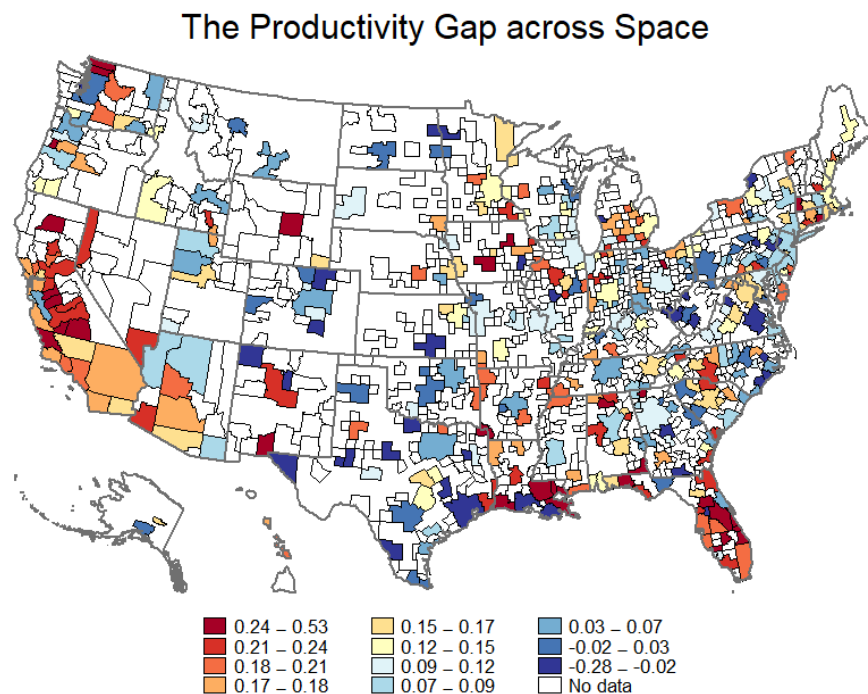 The Productivity Gap across Space
0.24 – 0.53
0.21 – 0.24
0.18 – 0.21
0.17 – 0.18
0.15 – 0.17
0.12 – 0.15
0.09 – 0.12
0.07 – 0.09
0.03 – 0.07
-0.02 – 0.03
-0.28 – -0.02
No data